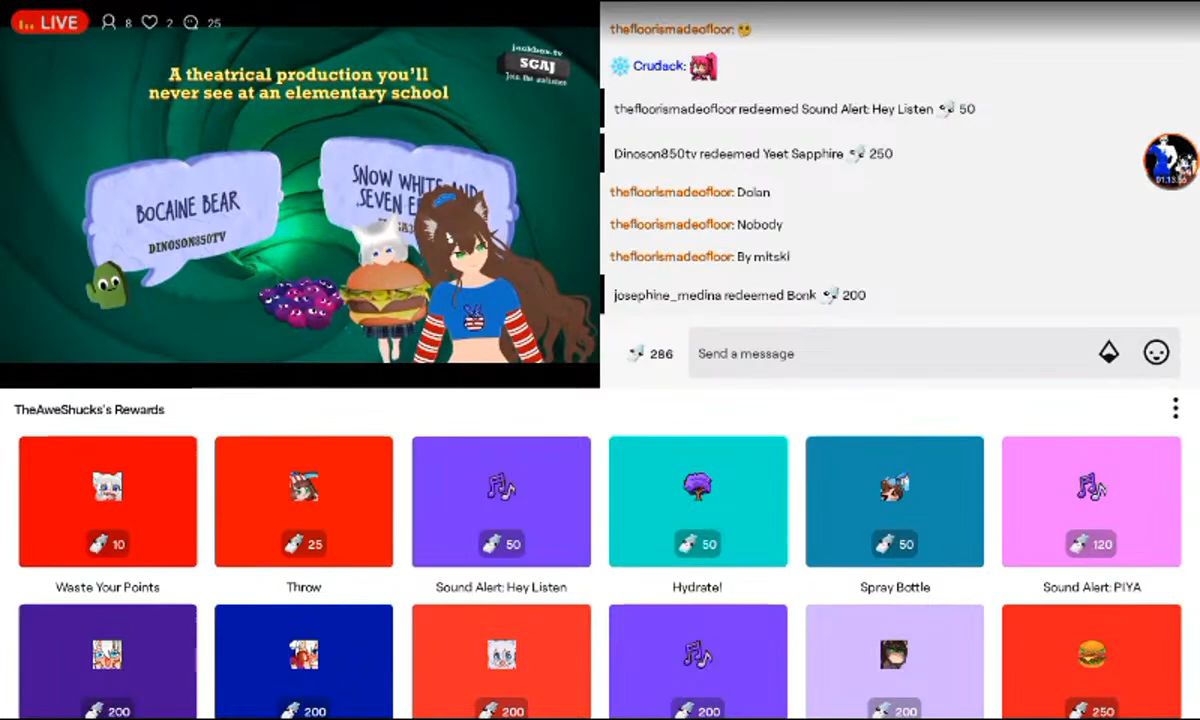 LIVE 8 2 25
jackbox.tv
SGAJ
Join the audience
A theatrical production you'll
never see at an elementary school
BOCAINE BEAR
DINOSON850TV
SNOW WHITE AND
SEVEN
thefloorismadeofloor:
Crudack:
thefloorismadeofloor redeemed Sound Alert: Hey Listen 50
Dinoson850tv redeemed Yeet Sapphire 250
thefloorismadeofloor: Dolan
thefloorismadeofloor: Nobody
thefloorismadeofloor: By mitski
josephine_medina redeemed Bonk 200
286 Send a message
TheAweShucks's Rewards
10 25 50 50 50 120
Waste Your Points Throw Sound Alert: Hey Listen Hydrate! Spray Bottle Sound Alert: PIYA
200 200 200 200 200 250